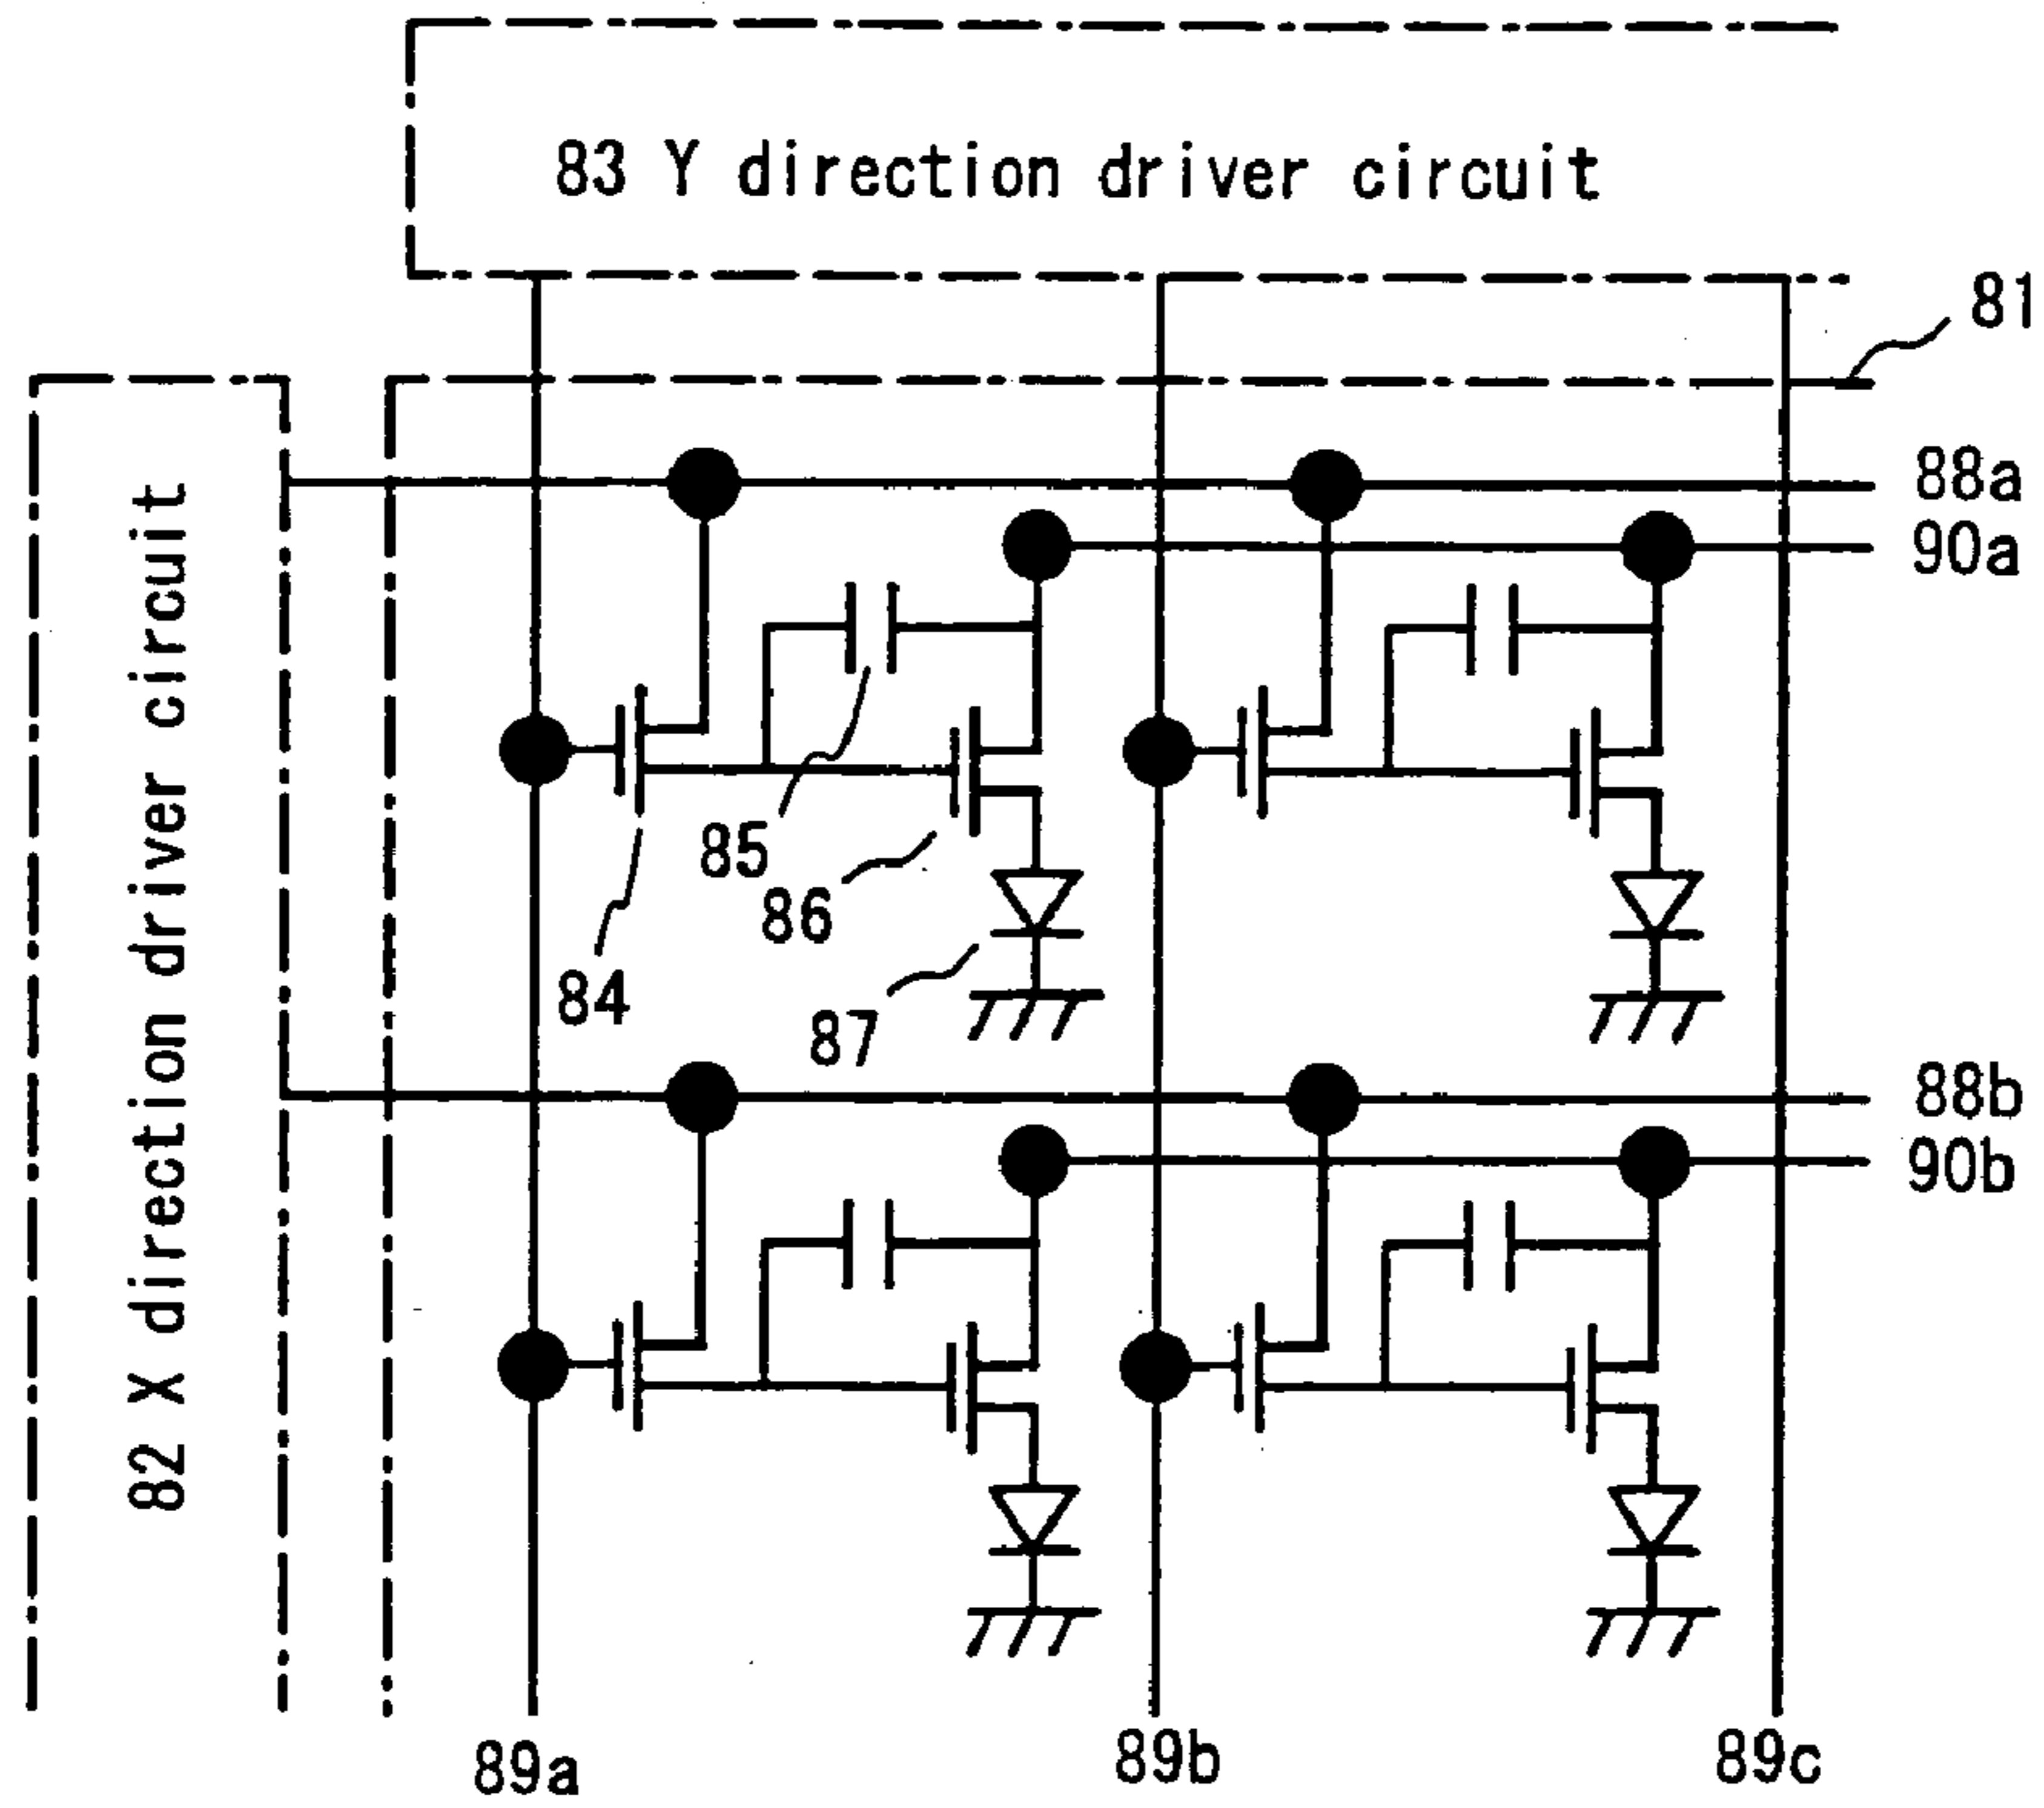 83 Y direction driver circuit
81
82 X direction driver circuit
88a
90a
85
86
84
87
88b
90b
89a
89b
89c